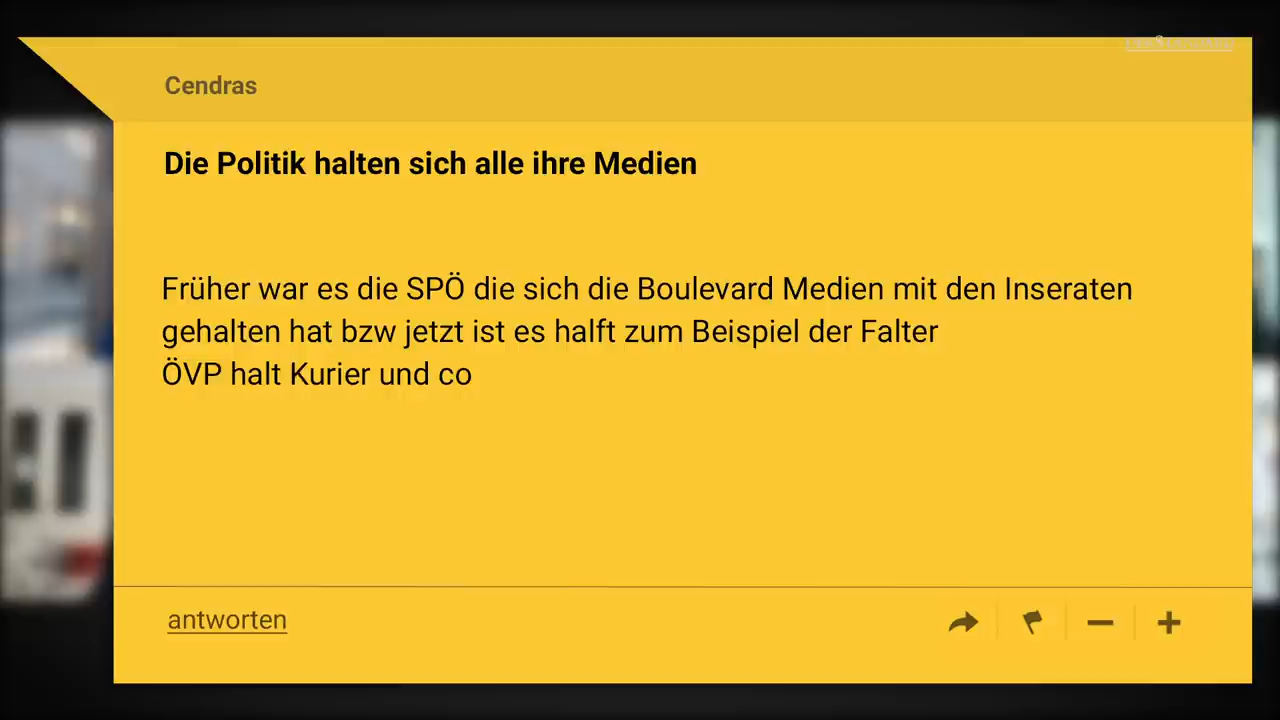 Cendras
Die Politik halten sich alle ihre Medien
Früher war es die SPÖ die sich die Boulevard Medien mit den Inseraten
gehalten hat bzw jetzt ist es halft zum Beispiel der Falter
ÖVP halt Kurier und co
antworten